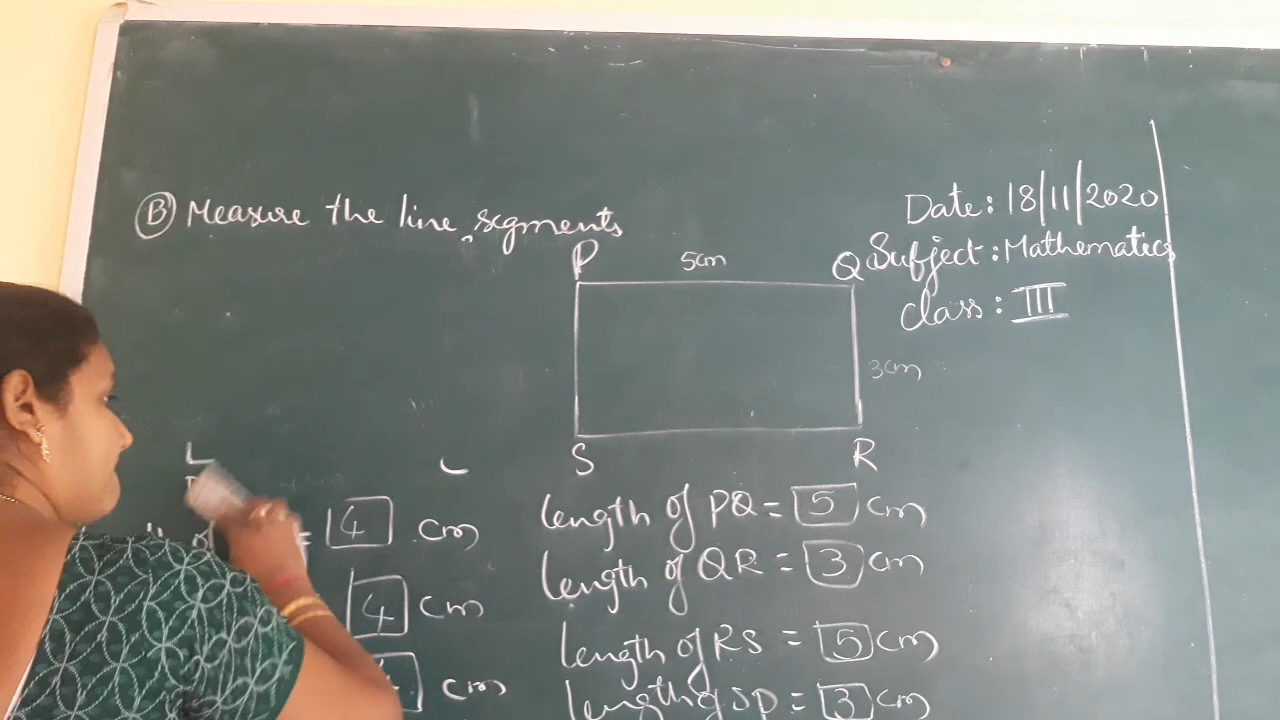 B Measure the line segments
Date: 18/11/2020
Subject: Mathematics
Class: III
P 5cm Q
3cm
S R
= 4 cm
4 cm
cm
length of PQ = 5 cm
length of QR = 3 cm
length of RS = 5 cm
length of SP = 3 cm